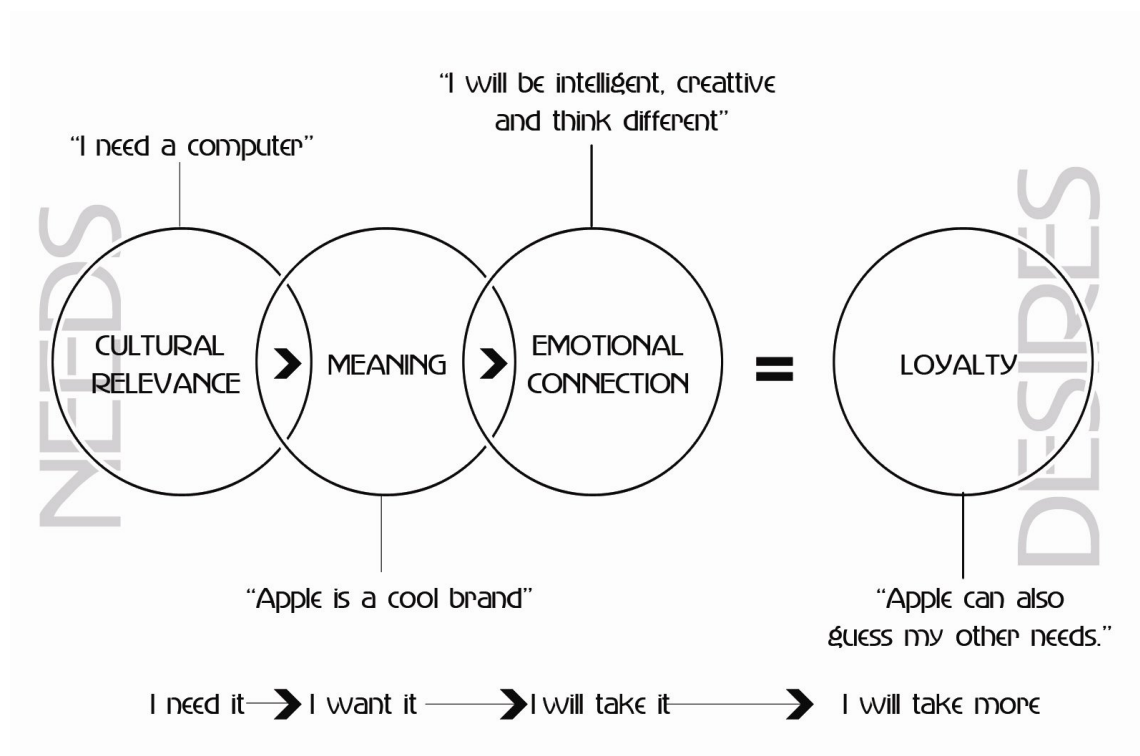 “I will be intelligent, creattive
and think different”
“I need a computer”
NEEDS
CULTURAL
RELEVANCE
MEANING
EMOTIONAL
CONNECTION
=
LOYALTY
DESIRES
“Apple is a cool brand”
“Apple can also
guess my other needs.”
I need it I want it I will take it I will take more